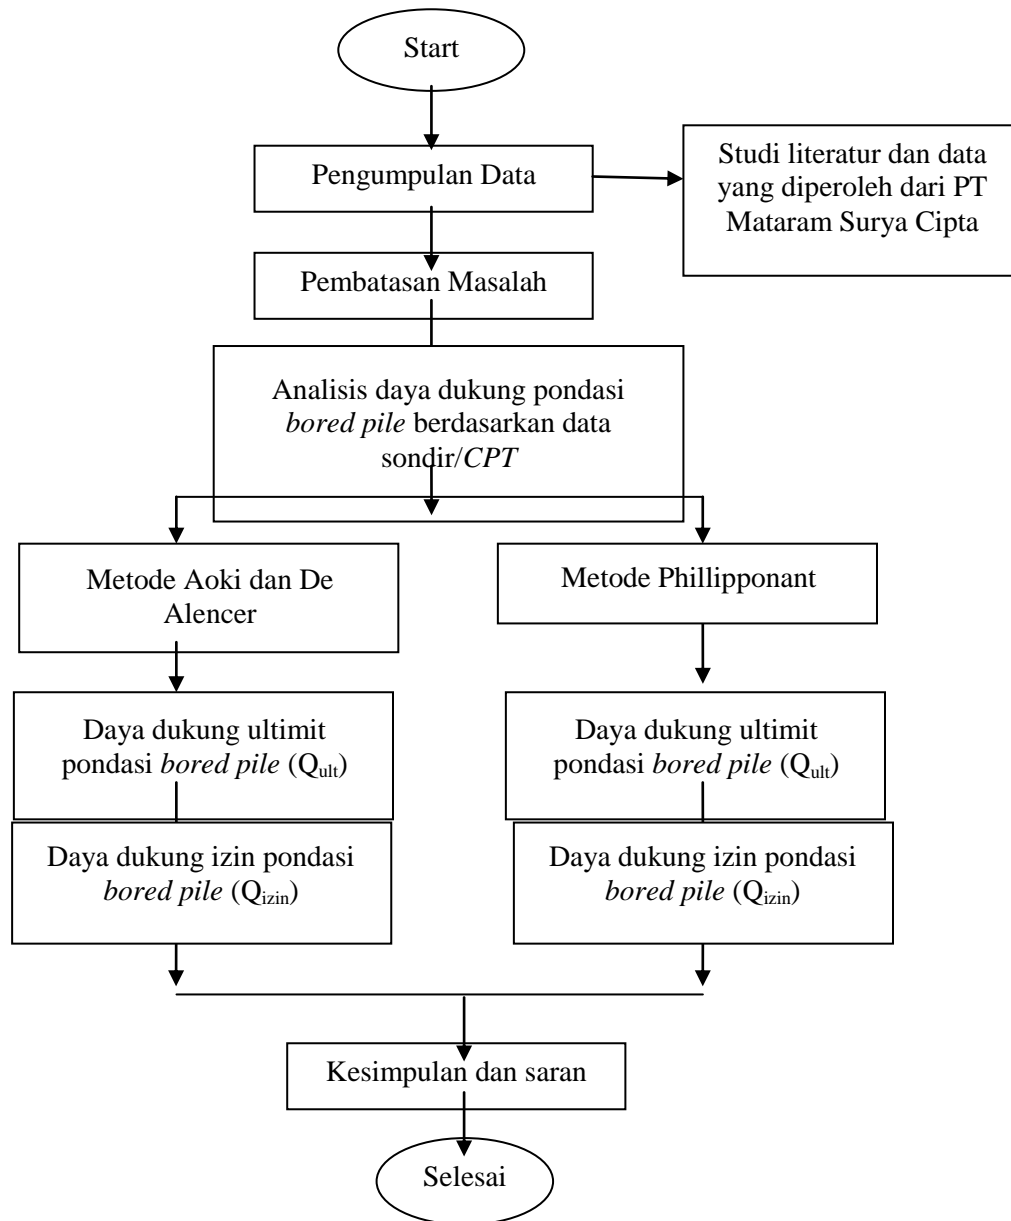 Start
Pengumpulan Data
Studi literatur dan data
yang diperoleh dari PT
Mataram Surya Cipta
Pembatasan Masalah
Analisis daya dukung pondasi
bored pile berdasarkan data
sondir/CPT
Metode Aoki dan De
Alencer
Metode Phillipponant
Daya dukung ultimit
pondasi bored pile (Qult)
Daya dukung ultimit
pondasi bored pile (Qult)
Daya dukung izin pondasi
bored pile (Qizin)
Daya dukung izin pondasi
bored pile (Qizin)
Kesimpulan dan saran
Selesai